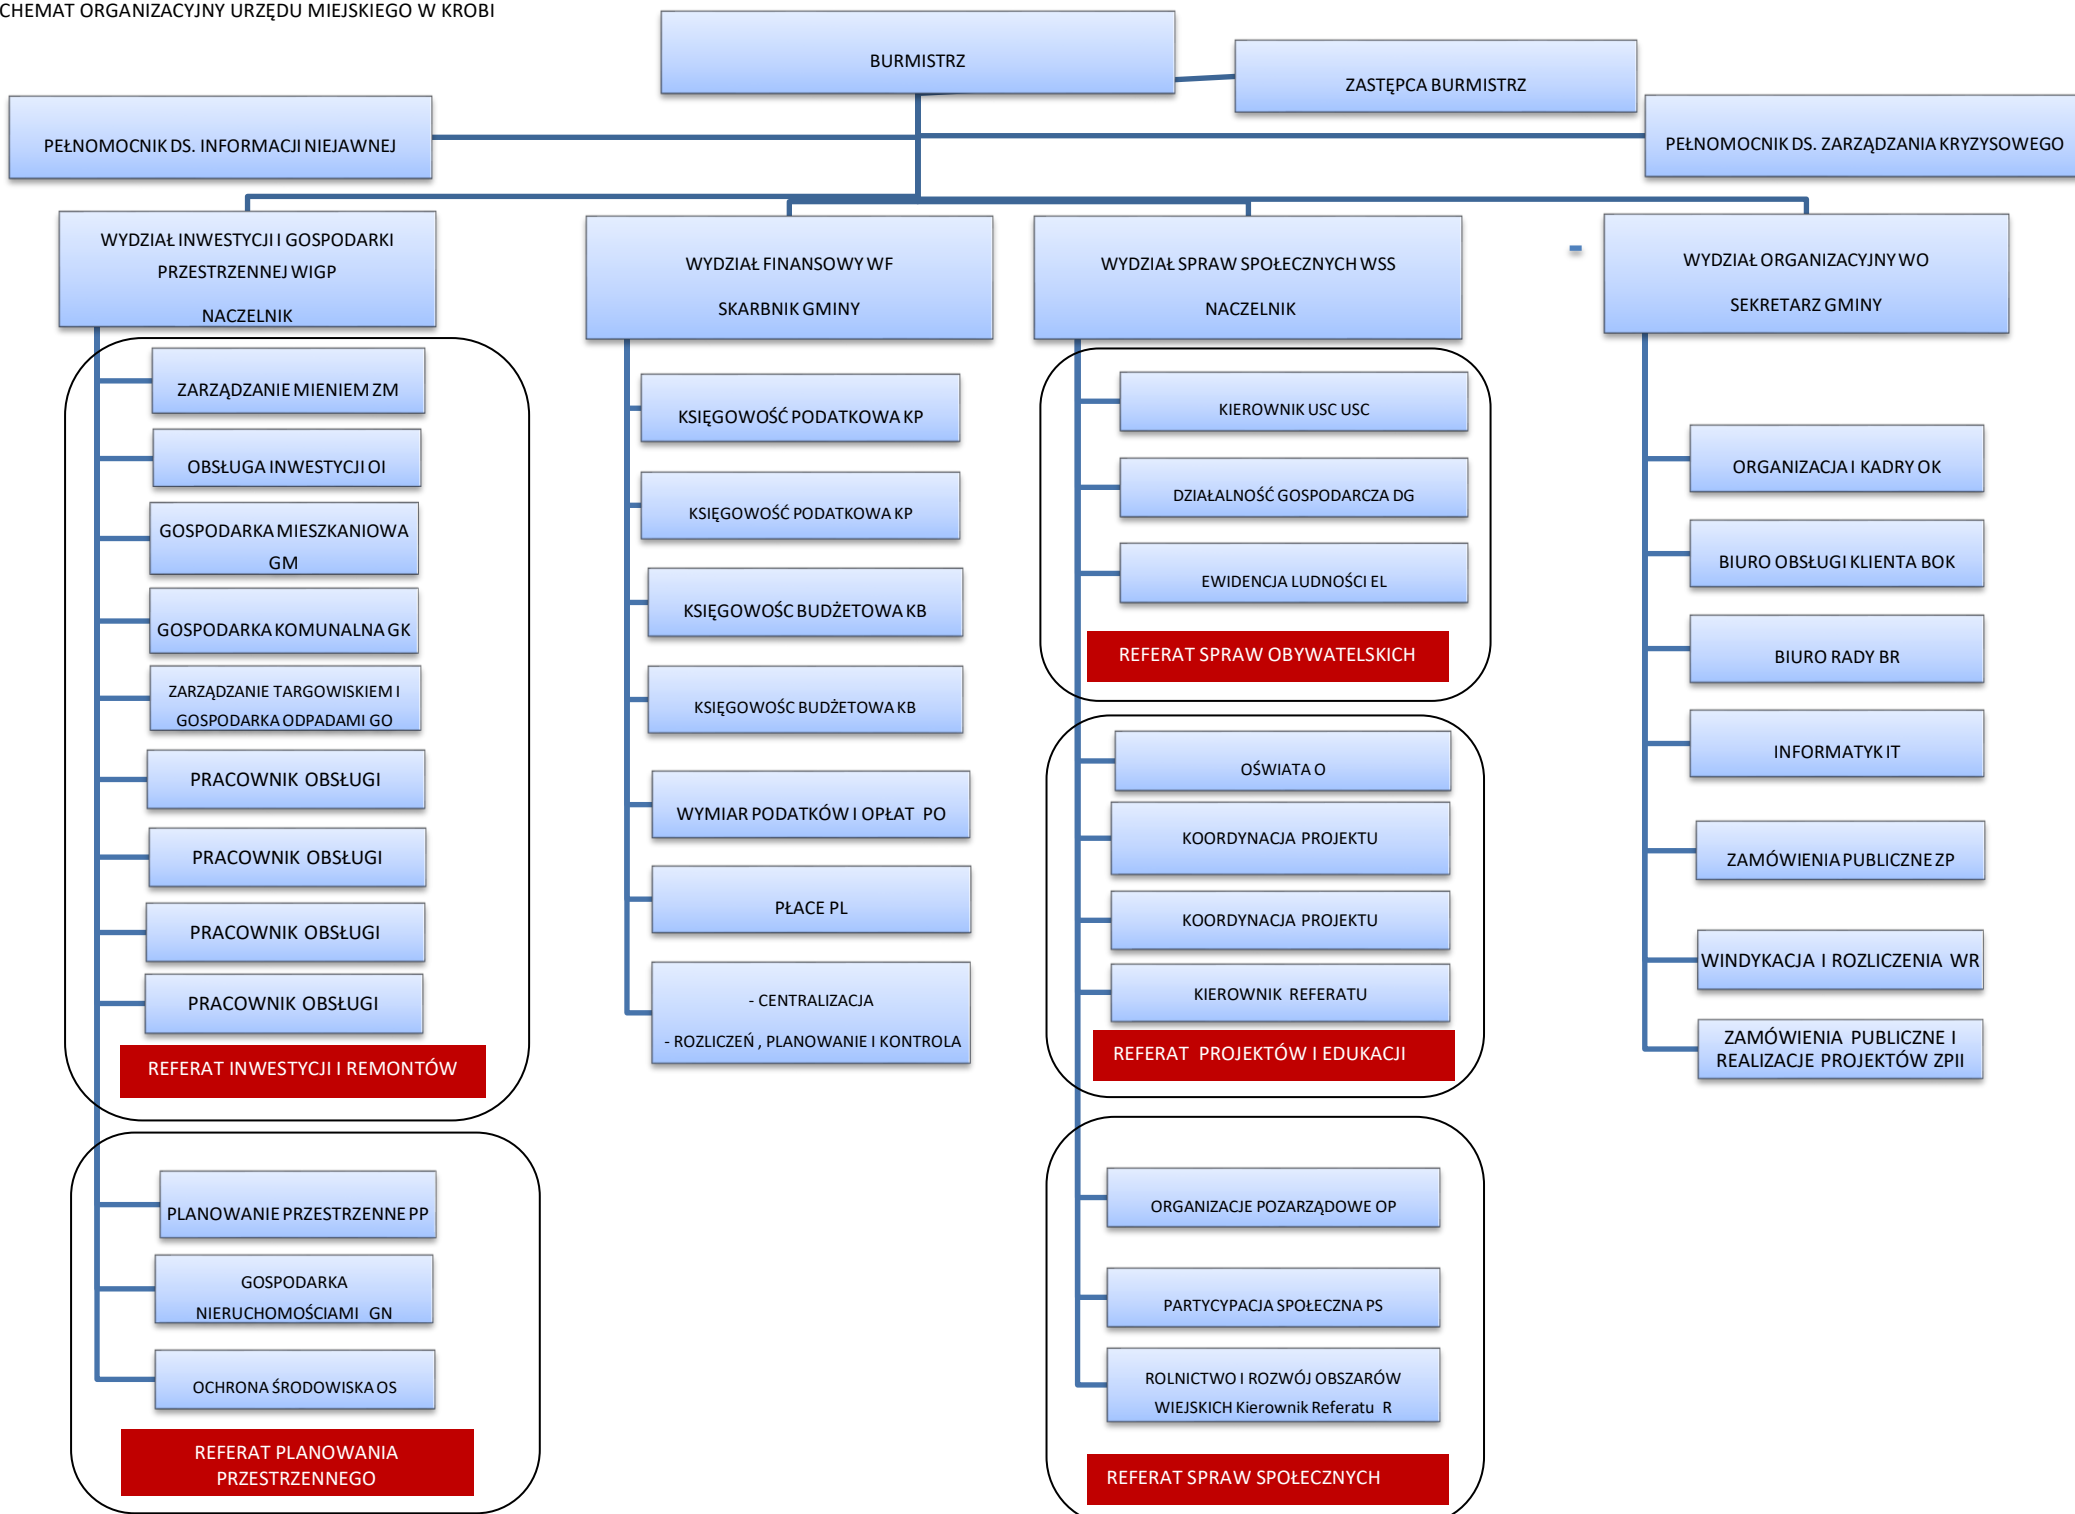 CHEMAT ORGANIZACYJNY URZĘDU MIEJSKIEGO W KROBI
BURMISTRZ
ZASTĘPCA BURMISTRZ
PEŁNOMOCNIK DS. INFORMACJI NIEJAWNEJ
PEŁNOMOCNIK DS. ZARZĄDZANIA KRYZYSOWEGO
WYDZIAŁ INWESTYCJI I GOSPODARKI
PRZESTRZENNEJ WIGP
NACZELNIK
ZARZĄDZANIE MIENIEM ZM
OBSŁUGA INWESTYCJI OI
GOSPODARKA MIESZKANIOWA
GM
GOSPODARKA KOMUNALNA GK
ZARZĄDZANIE TARGOWISKIEM I
GOSPODARKA ODPADAMI GO
PRACOWNIK OBSŁUGI
PRACOWNIK OBSŁUGI
PRACOWNIK OBSŁUGI
PRACOWNIK OBSŁUGI
REFERAT INWESTYCJI I REMONTÓW
PLANOWANIE PRZESTRZENNE PP
GOSPODARKA
NIERUCHOMOŚCIAMI GN
OCHRONA ŚRODOWISKA OS
REFERAT PLANOWANIA
PRZESTRZENNEGO
WYDZIAŁ FINANSOWY WF
SKARBNIK GMINY
KSIĘGOWOŚĆ PODATKOWA KP
KSIĘGOWOŚĆ PODATKOWA KP
KSIĘGOWOŚC BUDŻETOWA KB
KSIĘGOWOŚC BUDŻETOWA KB
WYMIAR PODATKÓW I OPŁAT PO
PŁACE PL
- CENTRALIZACJA
- ROZLICZEŃ , PLANOWANIE I KONTROLA
WYDZIAŁ SPRAW SPOŁECZNYCH WSS
NACZELNIK
KIEROWNIK USC USC
DZIAŁALNOŚĆ GOSPODARCZA DG
EWIDENCJA LUDNOŚCI EL
REFERAT SPRAW OBYWATELSKICH
OŚWIATA O
KOORDYNACJA PROJEKTU
KOORDYNACJA PROJEKTU
KIEROWNIK REFERATU
REFERAT PROJEKTÓW I EDUKACJI
ORGANIZACJE POZARZĄDOWE OP
PARTYCYPACJA SPOŁECZNA PS
ROLNICTWO I ROZWÓJ OBSZARÓW
WIEJSKICH Kierownik Referatu R
REFERAT SPRAW SPOŁECZNYCH
-
WYDZIAŁ ORGANIZACYJNY WO
SEKRETARZ GMINY
ORGANIZACJA I KADRY OK
BIURO OBSŁUGI KLIENTA BOK
BIURO RADY BR
INFORMATYK IT
ZAMÓWIENIA PUBLICZNE ZP
WINDYKACJA I ROZLICZENIA WR
ZAMÓWIENIA PUBLICZNE I
REALIZACJE PROJEKTÓW ZPII